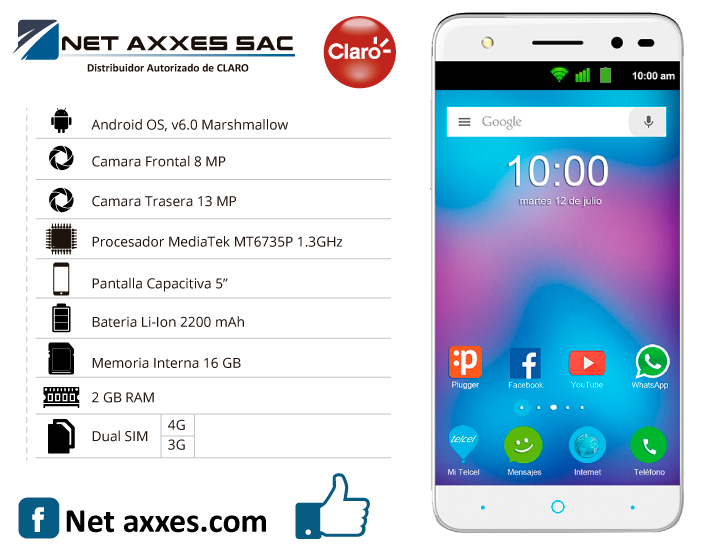 NET AXXES SAC
Distribuidor Autorizado de CLARO
Claro
Android OS, v6.0 Marshmallow
Camara Frontal 8 MP
Camara Trasera 13 MP
Procesador MediaTek MT6735P 1.3GHz
Pantalla Capacitiva 5”
Bateria Li-Ion 2200 mAh
Memoria Interna 16 GB
2 GB RAM
Dual SIM
4G
3G
f Net axxes.com
10:00 am
Google
10:00
martes 12 de julio
:p
Plugger
f
Facebook
YouTube
WhatsApp
telcel
Mi Telcel
Mensajes
Internet
Teléfono